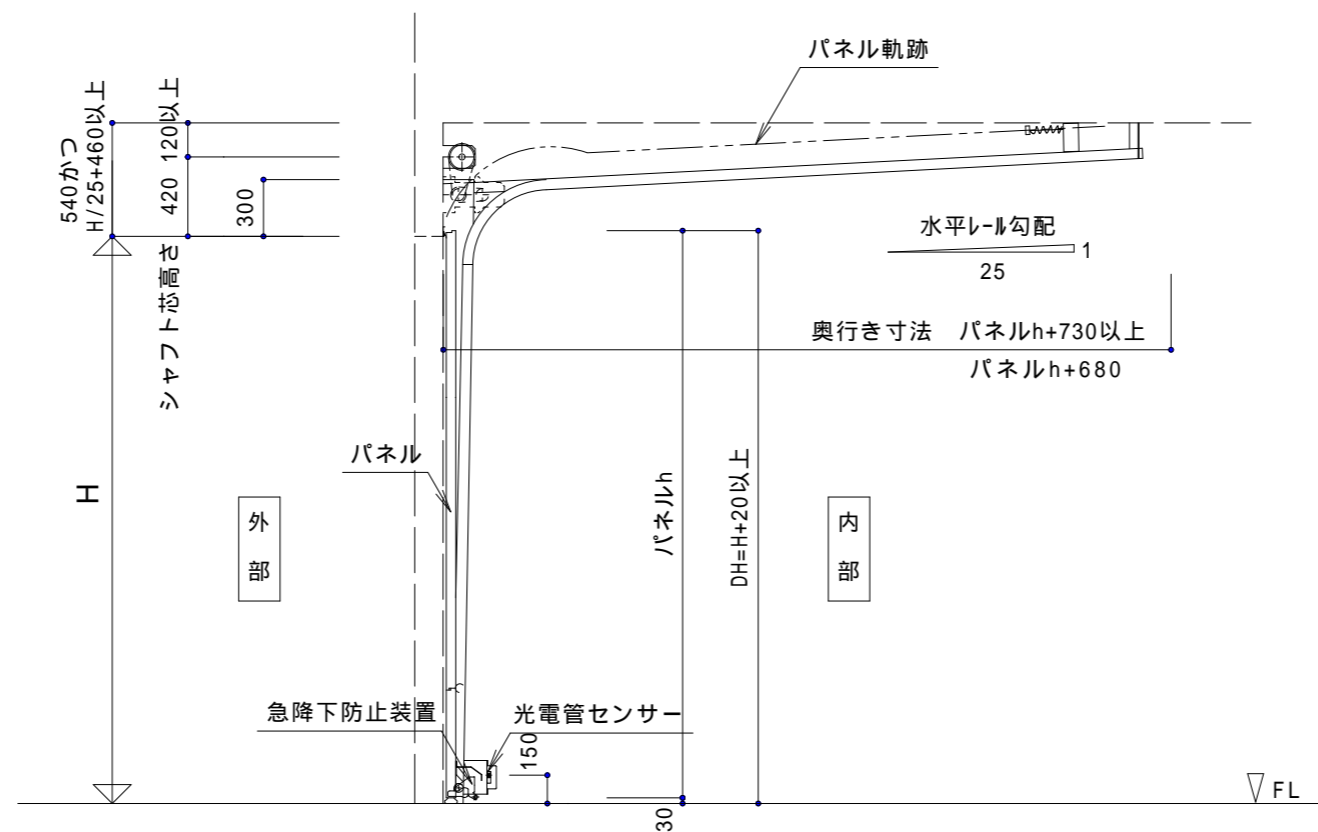 パネル軌跡
540かつ
H/25+460以上
120以上
420
300
シャフト芯高さ
水平レール勾配
1
25
奥行き寸法 パネルh+730以上
パネルh+680
パネル
H
外部
パネルh
DH=H+20以上
内部
急降下防止装置
光電管センサー
150
30
FL